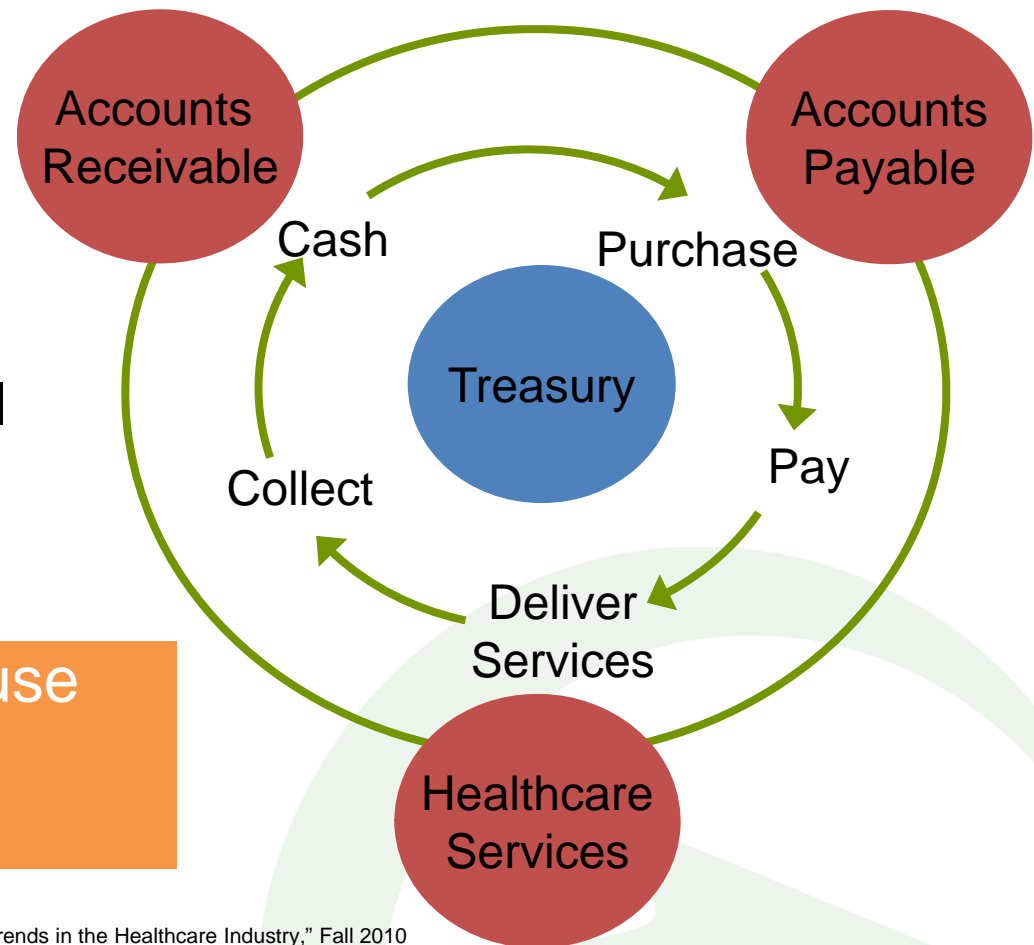 Accounts
Receivable
Accounts
Payable
Cash
Purchase
Treasury
Pay
Collect
Deliver
Services
Healthcare
Services
use
rends in the Healthcare Industry,” Fall 2010